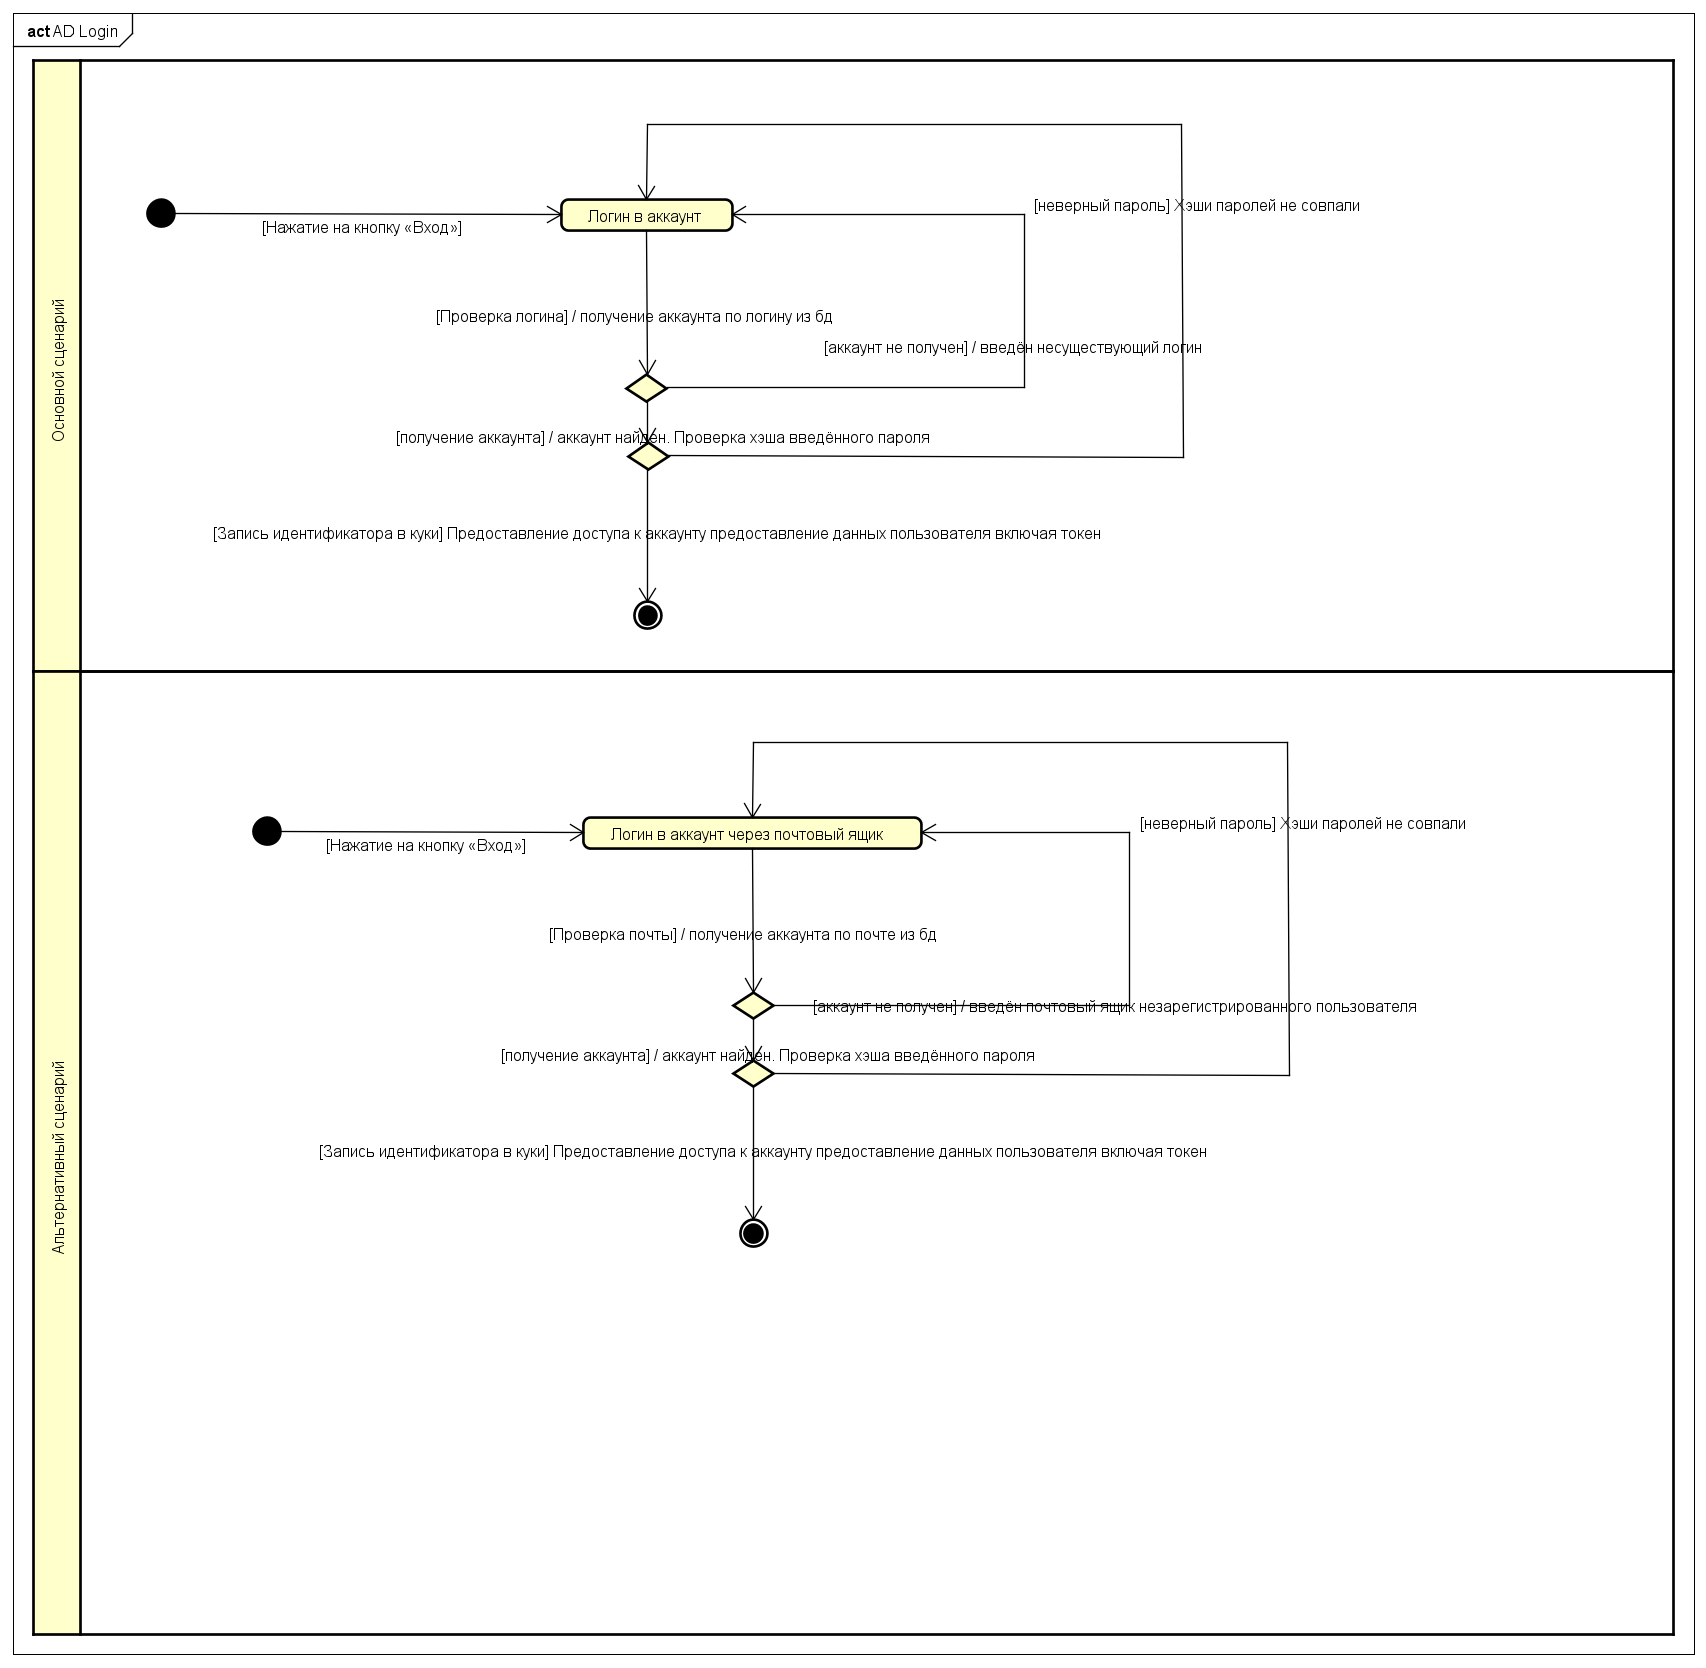 act AD Login
Основной сценарий
[неверный пароль] Хэши паролей не совпали
Логин в аккаунт
[Нажатие на кнопку «Вход»]
[Проверка логина] / получение аккаунта по логину из бд
[аккаунт не получен] / введён несуществующий логин
[получение аккаунта] / аккаунт найден. Проверка хэша введённого пароля
[Запись идентификатора в куки] Предоставление доступа к аккаунту предоставление данных пользователя включая токен
Альтернативный сценарий
[неверный пароль] Хэши паролей не совпали
Логин в аккаунт через почтовый ящик
[Нажатие на кнопку «Вход»]
[Проверка почты] / получение аккаунта по почте из бд
[аккаунт не получен] / введён почтовый ящик незарегистрированного пользователя
[получение аккаунта] / аккаунт найден. Проверка хэша введённого пароля
[Запись идентификатора в куки] Предоставление доступа к аккаунту предоставление данных пользователя включая токен